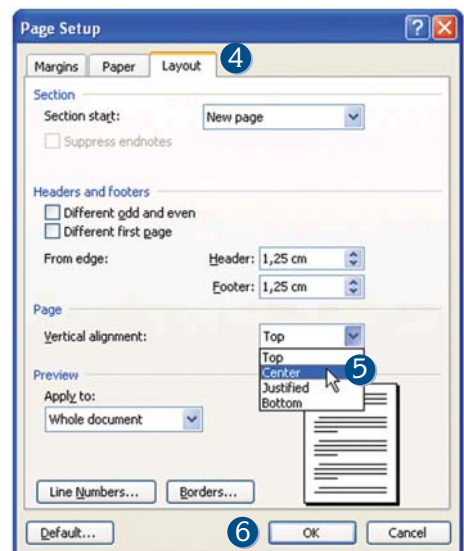 Page Setup
Margins Paper Layout 4
Section
Section start: New page
Suppress endnotes
Headers and footers
Different odd and even
Different first page
From edge: Header: 1,25 cm
Footer: 1,25 cm
Page
Vertical alignment: Top
Top
Center 5
Justified
Bottom
Preview
Apply to:
Whole document
Line Numbers... Borders...
Default... 6 OK Cancel